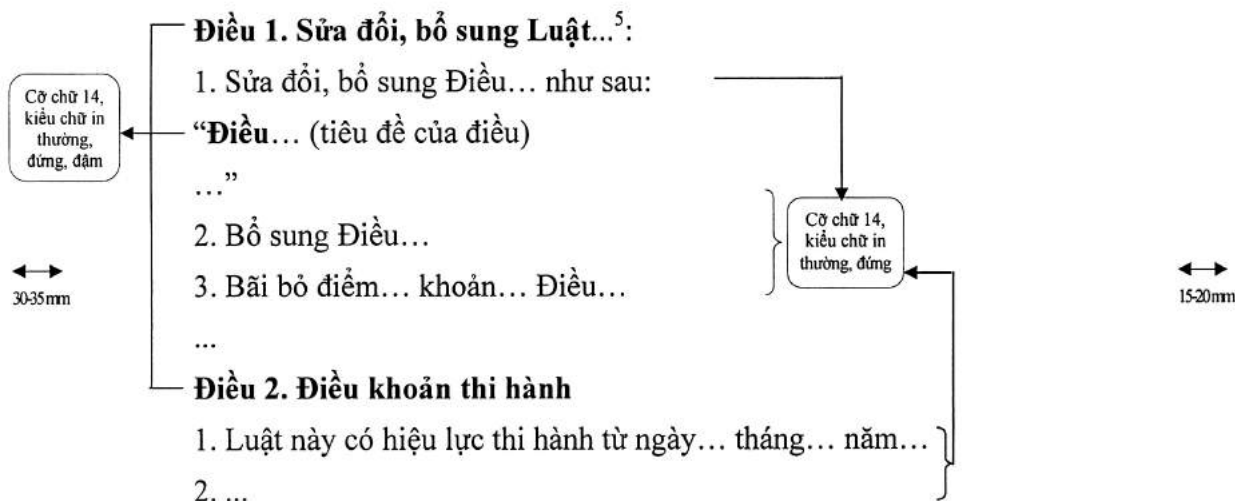 Điều 1. Sửa đổi, bổ sung Luật...5:
1. Sửa đổi, bổ sung Điều… như sau:
Cỡ chữ 14,
kiểu chữ in
thường,
đứng, đậm
“Điều… (tiêu đề của điều)
…”
2. Bổ sung Điều…
3. Bãi bỏ điểm… khoản… Điều…
...
Cỡ chữ 14,
kiểu chữ in
thường, đứng
30-35mm
15-20mm
Điều 2. Điều khoản thi hành
1. Luật này có hiệu lực thi hành từ ngày… tháng… năm…
2. ...